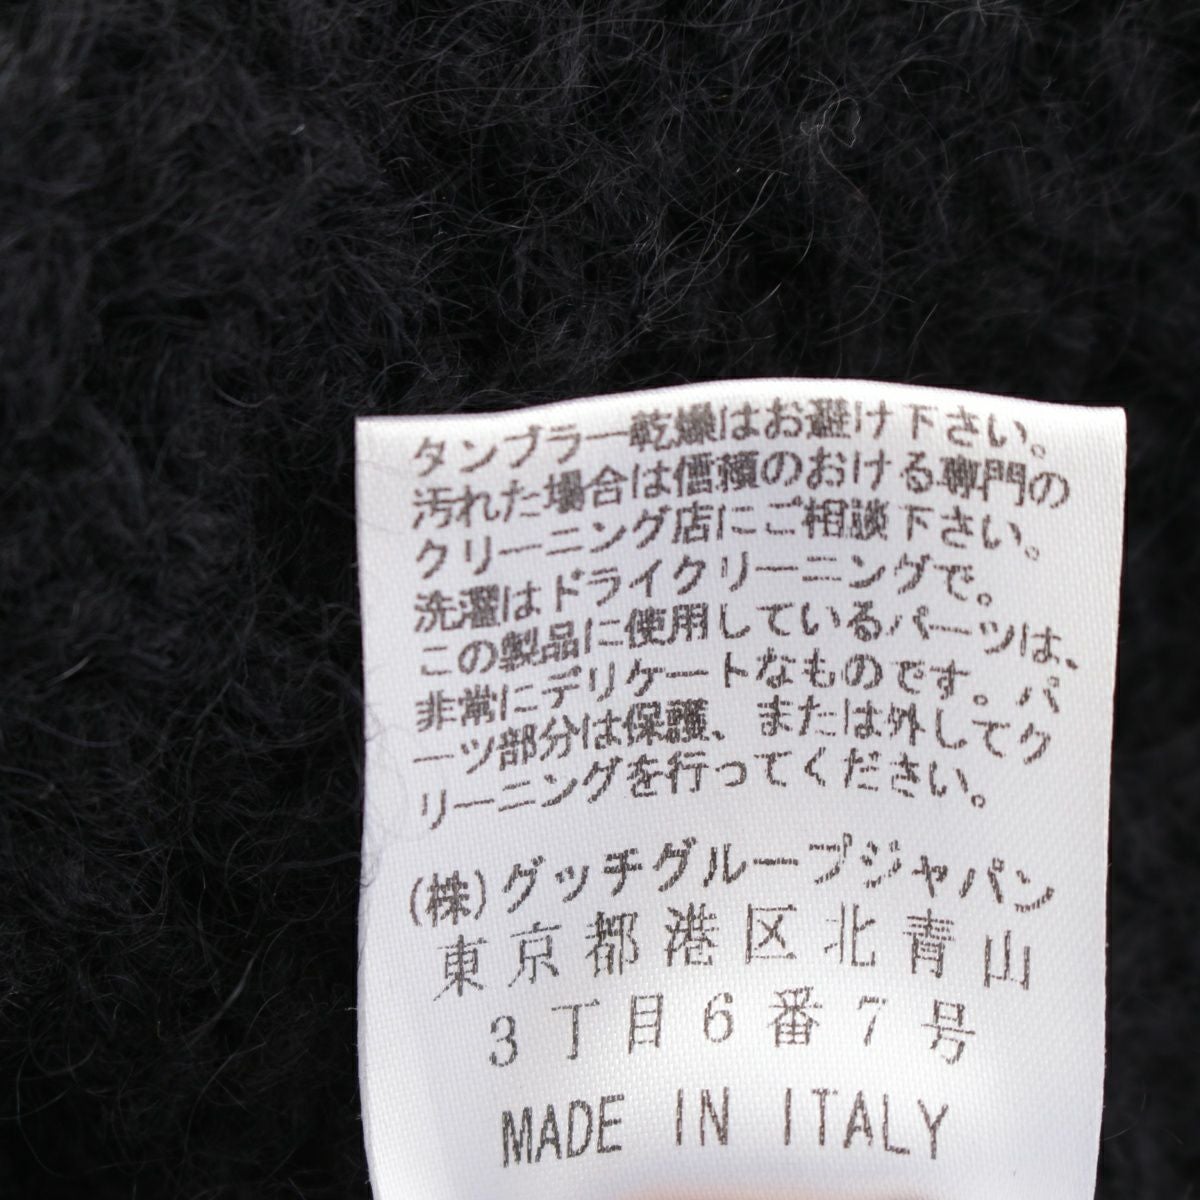 タンブラー乾燥はお避け下さい。
汚れた場合は信頼のおける専門の
クリーニング店にご相談下さい。
洗濯はドライクリーニングで。
この製品に使用しているパーツは、
非常にデリケートなものです。パ
ーツ部分は保護、または外してク
リーニングを行ってください。
(株)グッチグループジャパン
東京都港区北青山
3丁目6番7号
MADE IN ITALY